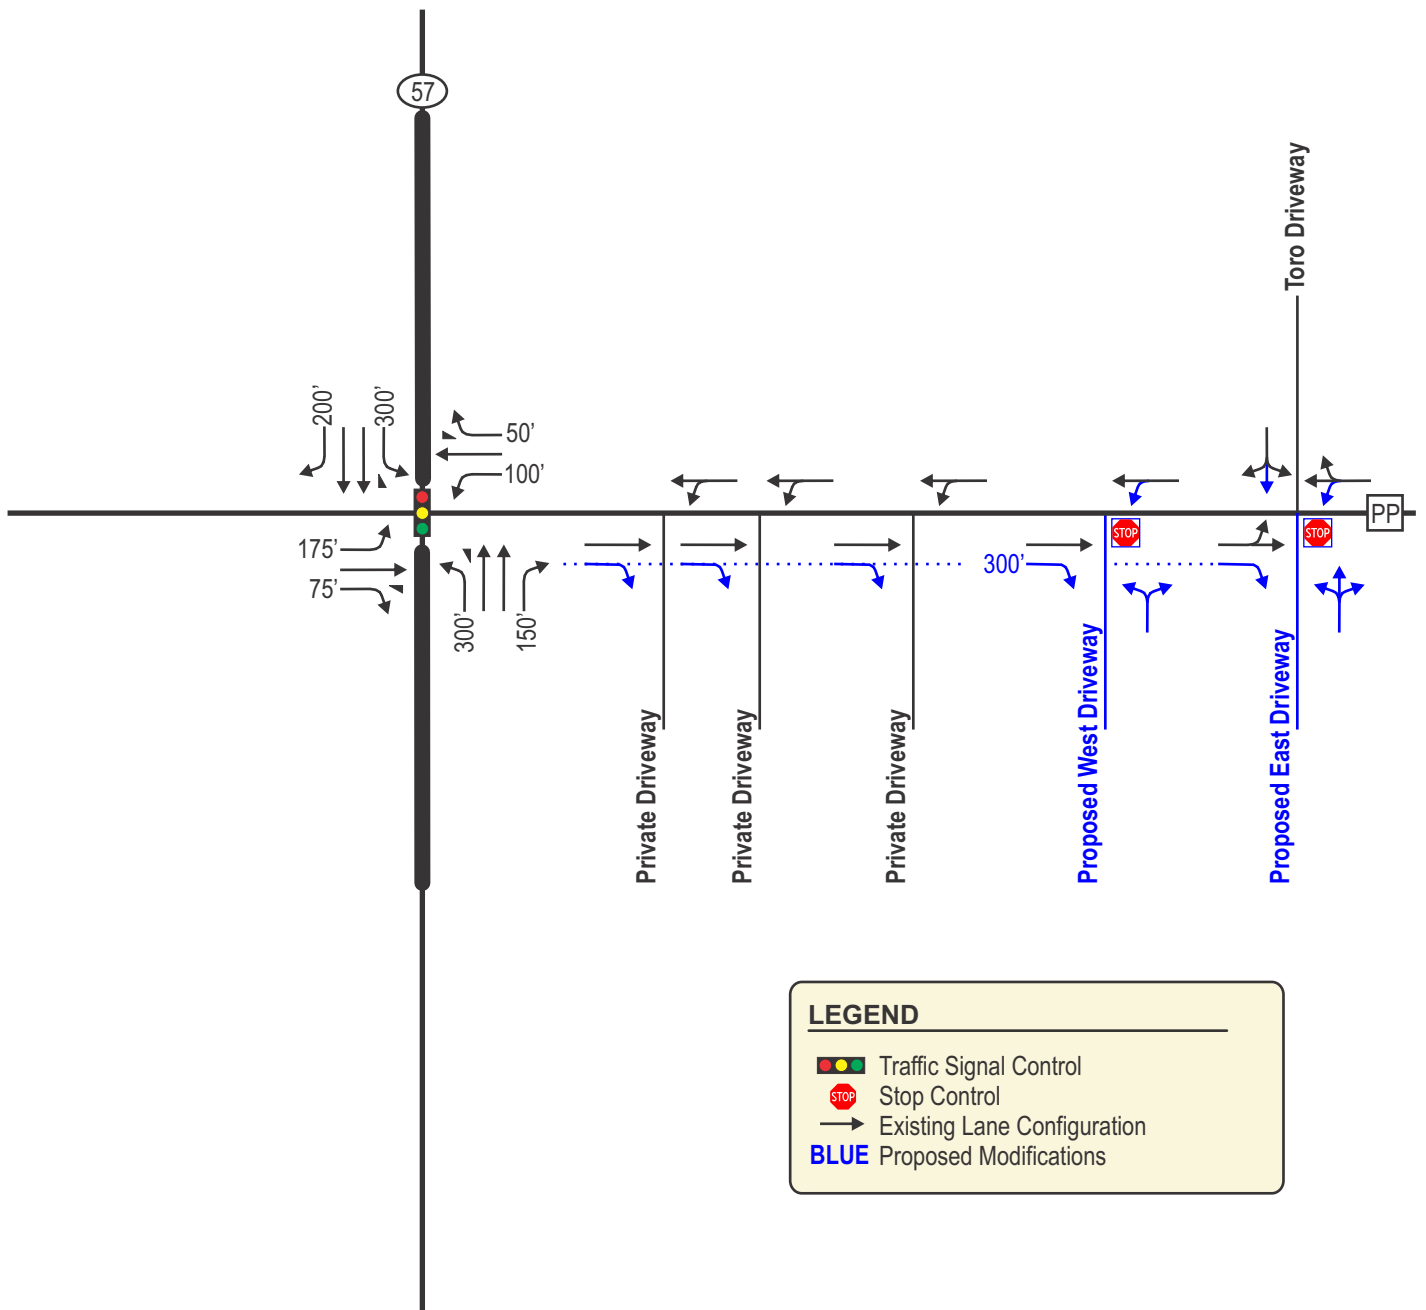 57
Toro Driveway
200’
300’
50’
100’
PP
175’
75’
300’
150’
300’
STOP
STOP
Private Driveway
Private Driveway
Private Driveway
Proposed West Driveway
Proposed East Driveway
LEGEND
Traffic Signal Control
STOP Stop Control
Existing Lane Configuration
BLUE Proposed Modifications